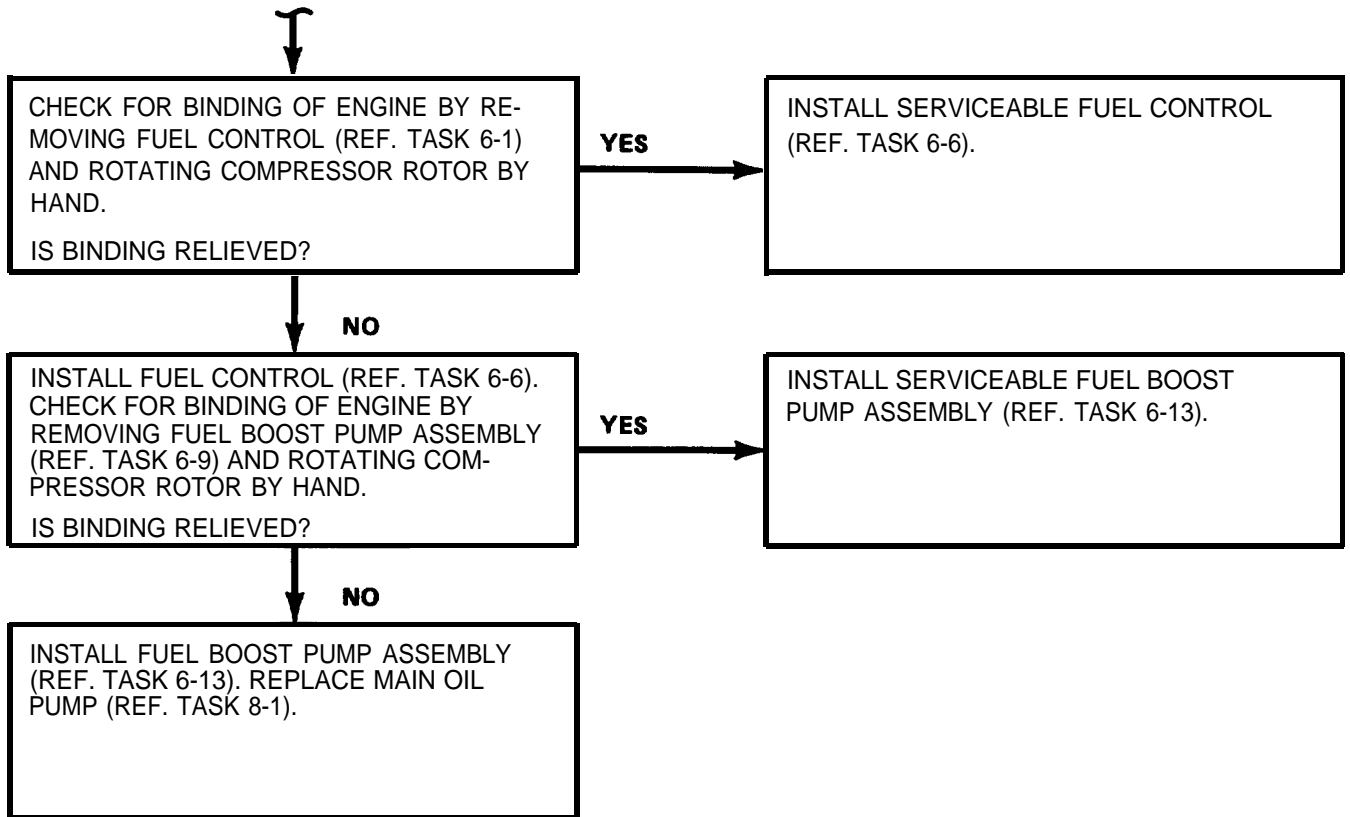 CHECK FOR BINDING OF ENGINE BY RE-
MOVING FUEL CONTROL (REF. TASK 6-1)
AND ROTATING COMPRESSOR ROTOR BY
HAND.
IS BINDING RELIEVED?
YES
INSTALL SERVICEABLE FUEL CONTROL
(REF. TASK 6-6).
NO
INSTALL FUEL CONTROL (REF. TASK 6-6).
CHECK FOR BINDING OF ENGINE BY
REMOVING FUEL BOOST PUMP ASSEMBLY
(REF. TASK 6-9) AND ROTATING COM-
PRESSOR ROTOR BY HAND.
IS BINDING RELIEVED?
YES
INSTALL SERVICEABLE FUEL BOOST
PUMP ASSEMBLY (REF. TASK 6-13).
NO
INSTALL FUEL BOOST PUMP ASSEMBLY
(REF. TASK 6-13). REPLACE MAIN OIL
PUMP (REF. TASK 8-1).